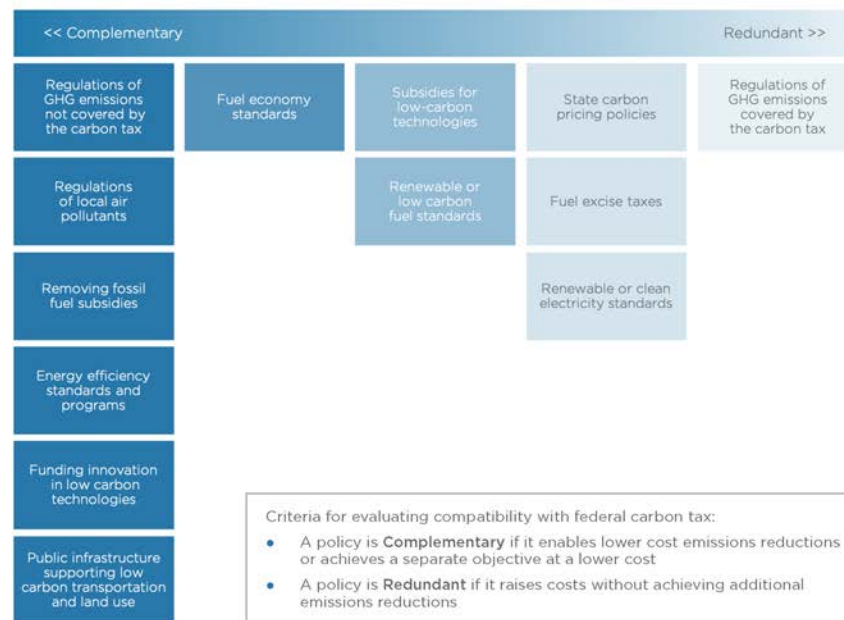 << Complementary
Redundant >>
Regulations of
GHG emissions
not covered by
the carbon tax
Fuel economy
standards
Subsidies for
low-carbon
technologies
State carbon
pricing policies
Regulations of
GHG emissions
covered by
the carbon tax
Regulations
of local air
pollutants
Renewable or
low carbon
fuel standards
Fuel excise taxes
Removing fossil
fuel subsidies
Renewable or clean
electricity standards
Energy efficiency
standards and
programs
Funding innovation
in low carbon
technologies
Public infrastructure
supporting low
carbon transportation
and land use
Criteria for evaluating compatibility with federal carbon tax:
● A policy is Complementary if it enables lower cost emissions reductions
or achieves a separate objective at a lower cost
● A policy is Redundant if it raises costs without achieving additional
emissions reductions